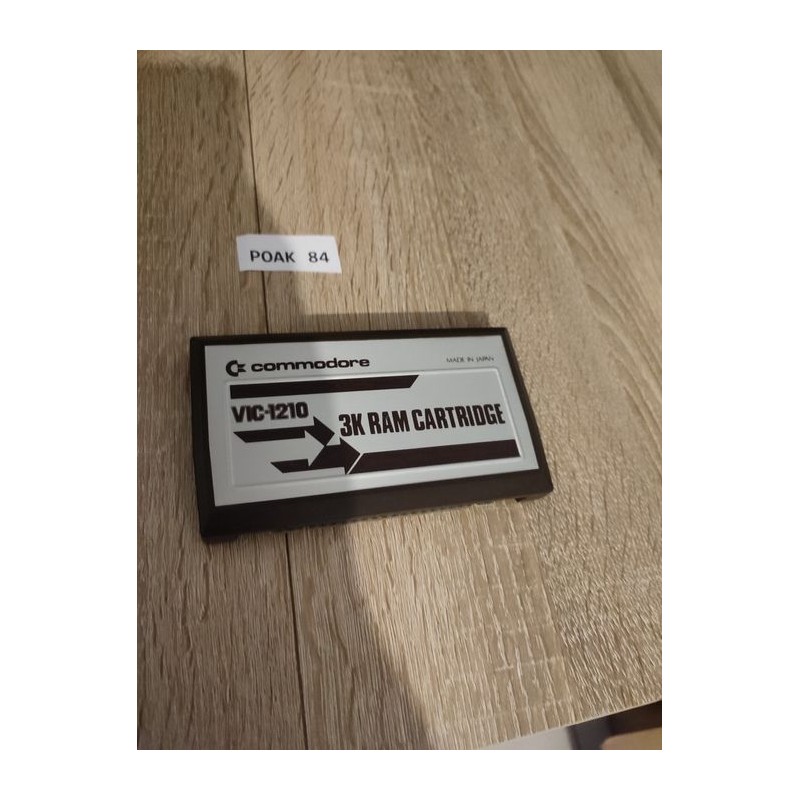 POAK 84
commodore
MADE IN JAPAN
VIC-1210
3K RAM CARTRIDGE